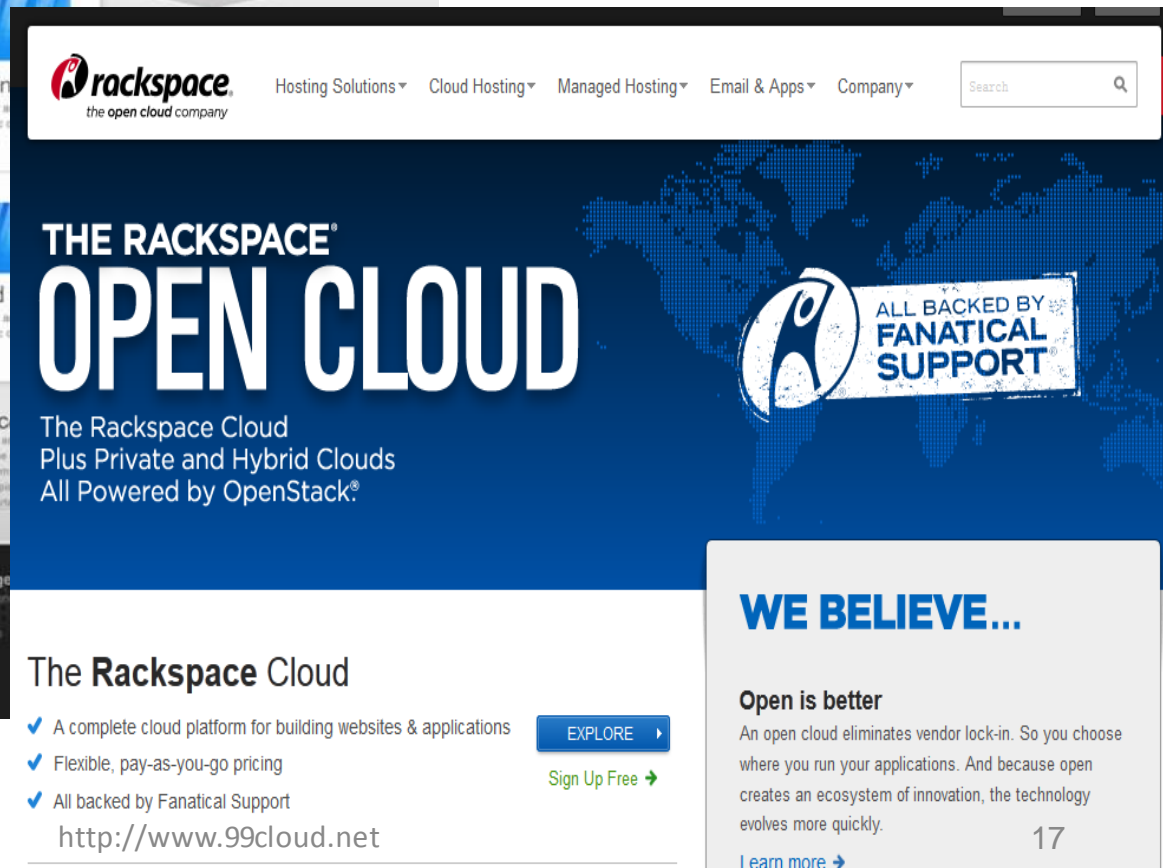 rackspace.
the open cloud company
Hosting Solutions Cloud Hosting Managed Hosting Email & Apps Company Search
THE RACKSPACE®
OPEN CLOUD
The Rackspace Cloud
Plus Private and Hybrid Clouds
All Powered by OpenStack.®
ALL BACKED BY
FANATICAL
SUPPORT®
The Rackspace Cloud
A complete cloud platform for building websites & applications
Flexible, pay-as-you-go pricing
All backed by Fanatical Support
EXPLORE
Sign Up Free
WE BELIEVE...
Open is better
An open cloud eliminates vendor lock-in. So you choose
where you run your applications. And because open
creates an ecosystem of innovation, the technology
evolves more quickly.
Learn more
http://www.99cloud.net
17